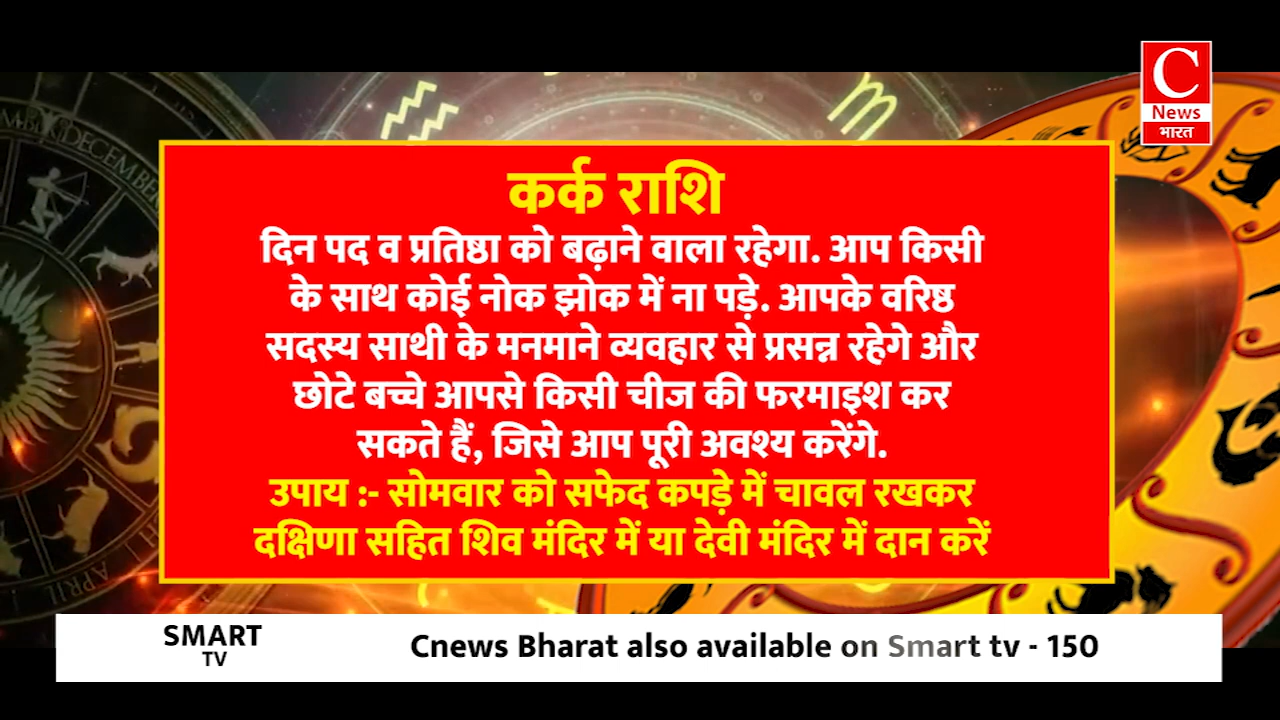 C
News
भारत
कर्क राशि
दिन पद व प्रतिष्ठा को बढ़ाने वाला रहेगा. आप किसी
के साथ कोई नोक झोक में ना पड़े. आपके वरिष्ठ
सदस्य साथी के मनमाने व्यवहार से प्रसन्न रहेगे और
छोटे बच्चे आपसे किसी चीज की फरमाइश कर
सकते हैं, जिसे आप पूरी अवश्य करेंगे.
उपाय :- सोमवार को सफेद कपड़े में चावल रखकर
दक्षिणा सहित शिव मंदिर में या देवी मंदिर में दान करें
DECEMBER
APRIL
SMART
TV
Cnews Bharat also available on Smart tv - 150